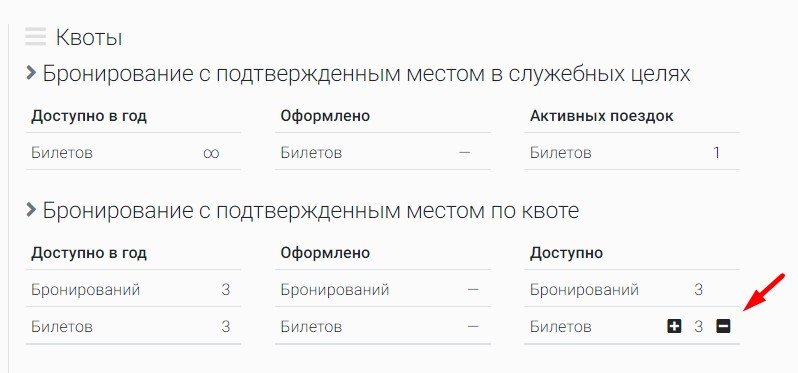 Квоты
Бронирование с подтвержденным местом в служебных целях
Доступно в год Оформлено Активных поездок
Билетов ∞ Билетов — Билетов 1
Бронирование с подтвержденным местом по квоте
Доступно в год Оформлено Доступно
Бронирований 3 Бронирований — Бронирований 3
Билетов 3 Билетов — Билетов + 3 −